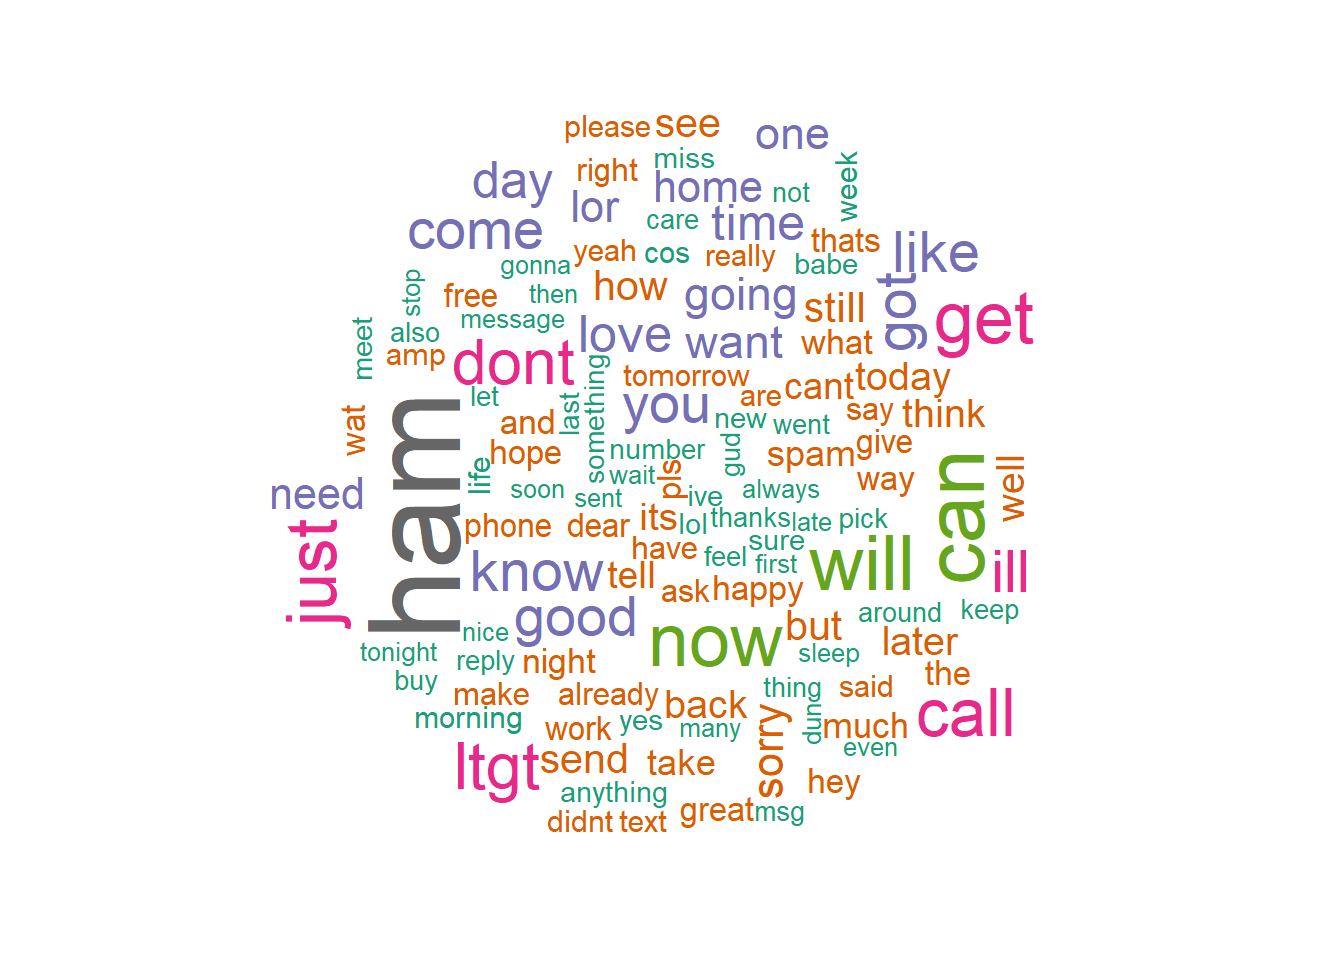 please see one
miss
right
week
day home not
lor
care time
come thats like
yeah cos really babe
gonna
stop free then how going still got get
message
meet also love want what
amp dont
tomorrow today
something are cant
let last you say think
wat and new went
number give
hope gud spam
life wait pls way can well
need soon sent ive always
ham
just phone dear its lol thanks late pick
have sure
know tell feel first will ill
ask happy
good around keep
nice now but later
tonight reply night sleep
buy the
make already thing said
back
morning work yes many sorry dung much call
even
ltgt send take
hey
anything
great msg
didnt text